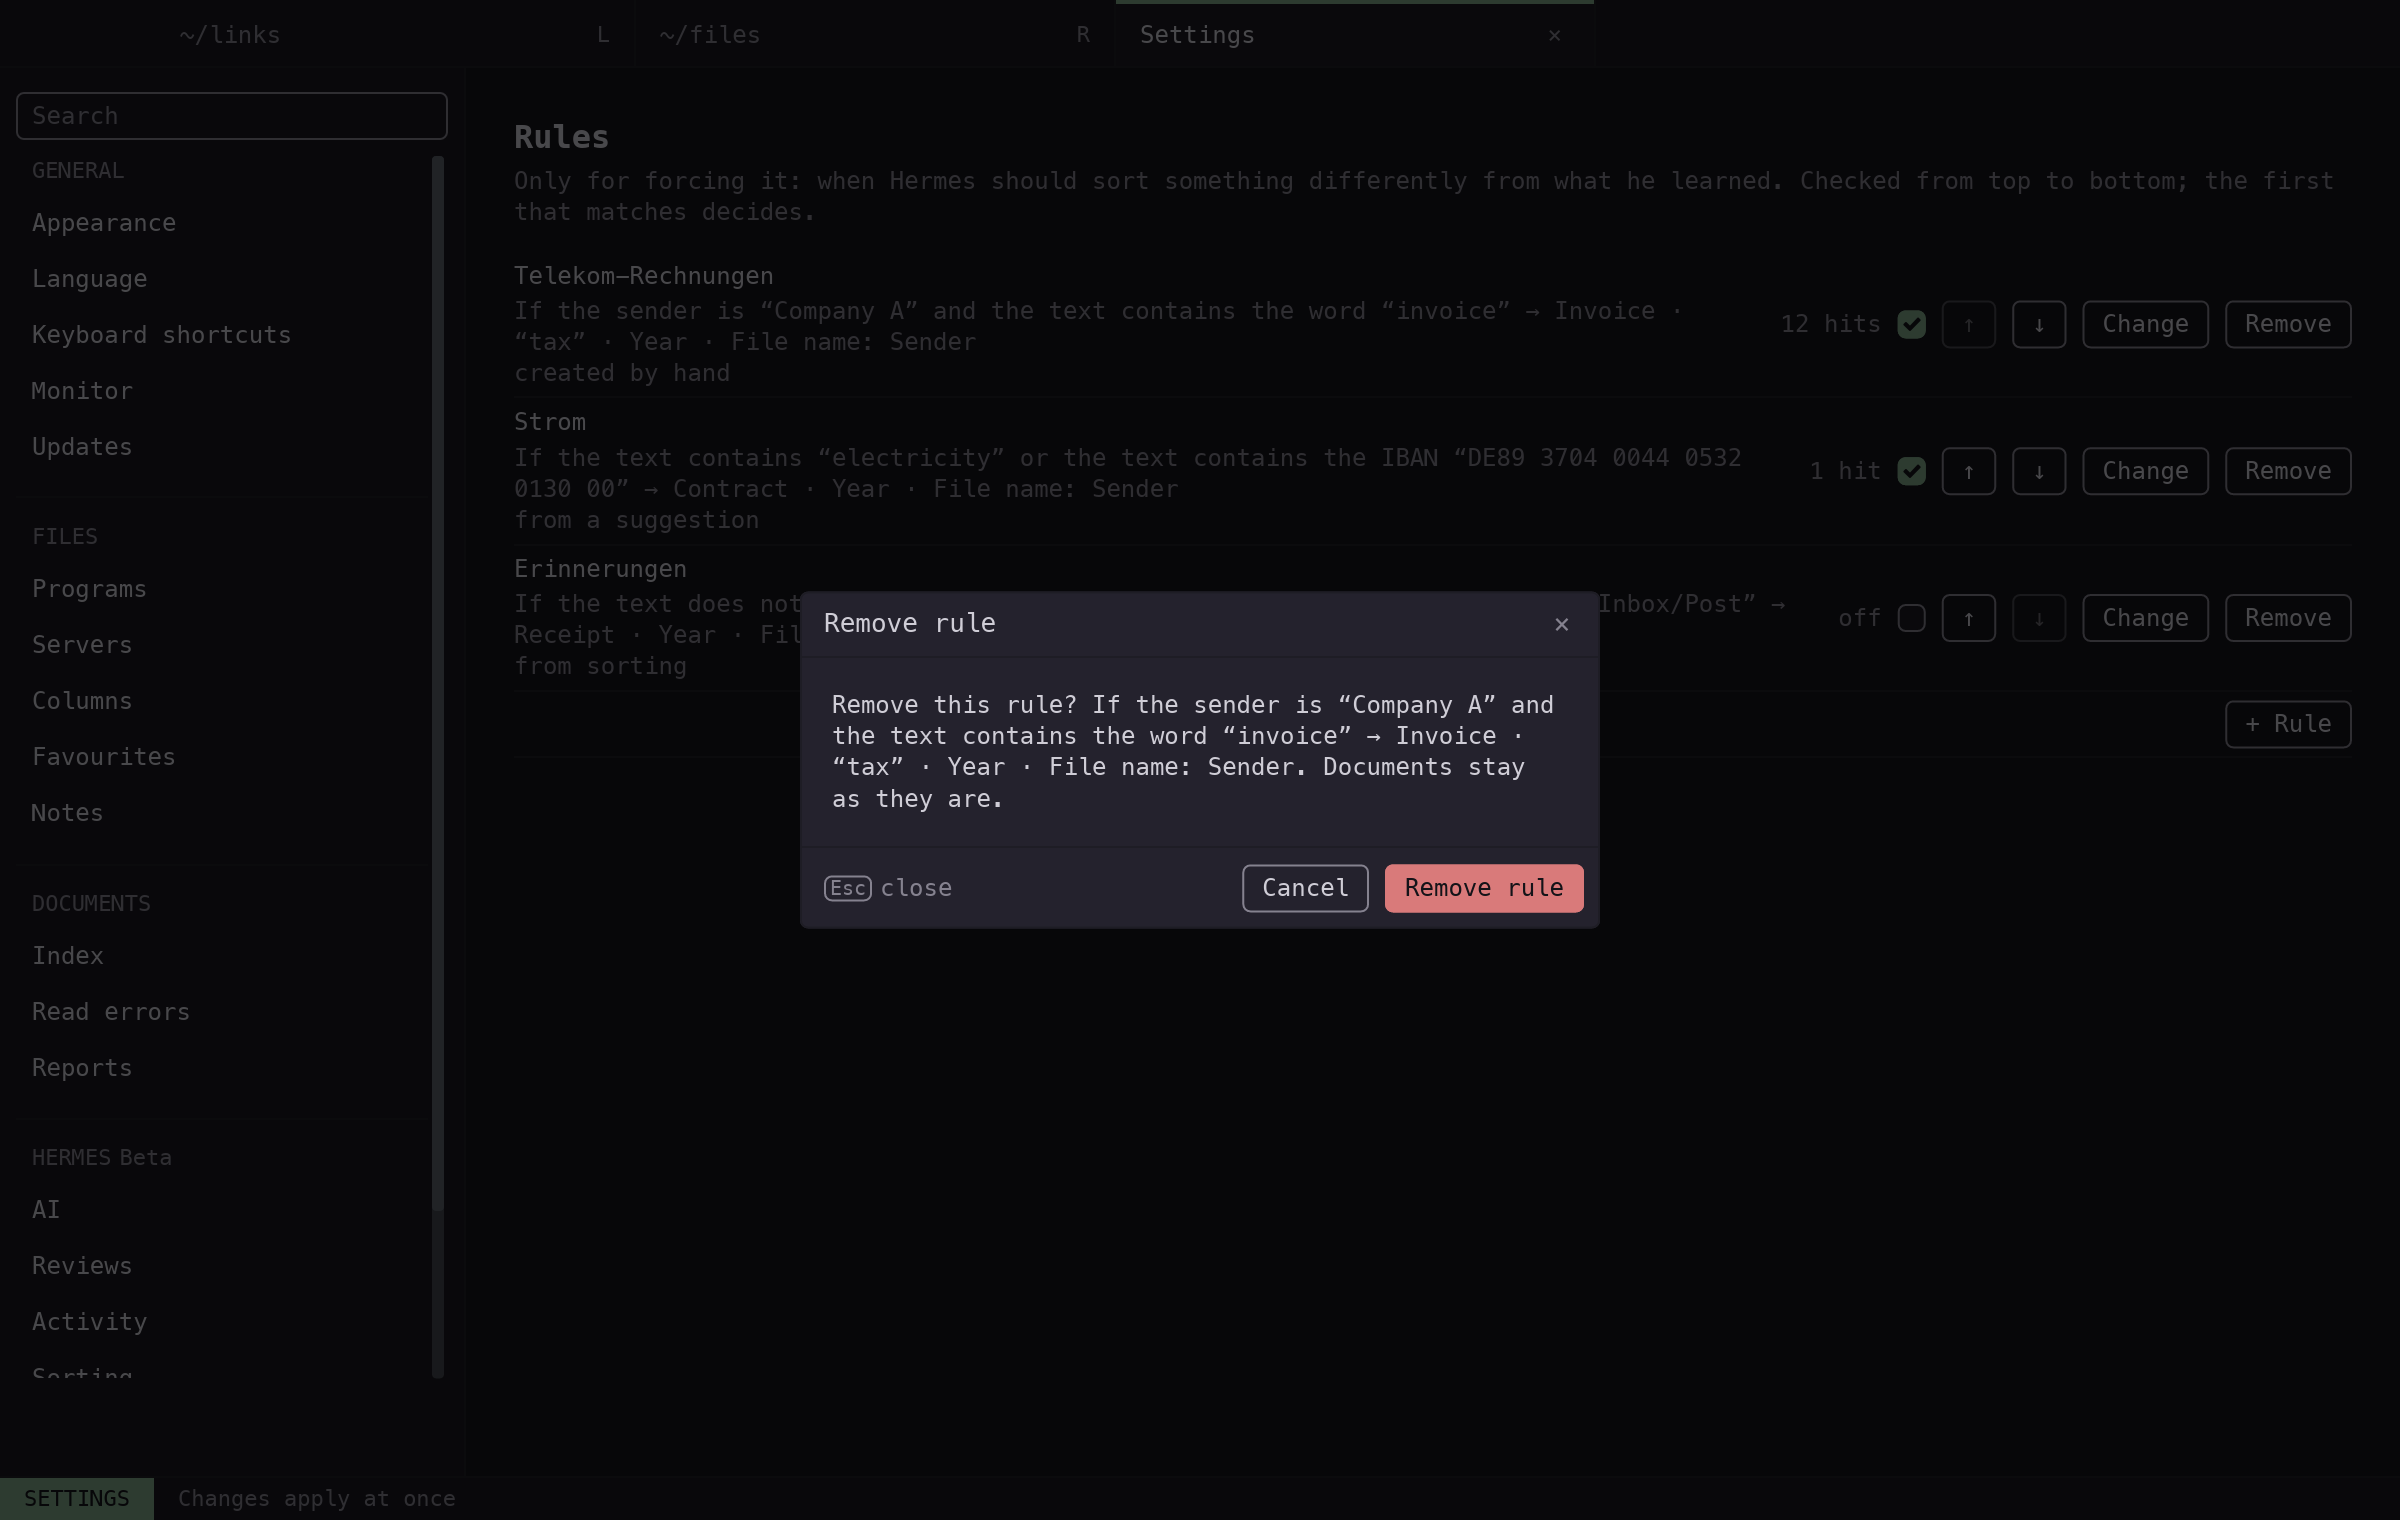 ~/links L ~/files R Settings ×
Search
GENERAL
Appearance
Language
Keyboard shortcuts
Monitor
Updates
FILES
Programs
Servers
Columns
Favourites
Notes
DOCUMENTS
Index
Read errors
Reports
HERMES Beta
AI
Reviews
Activity
Sorting
Rules
Only for forcing it: when Hermes should sort something differently from what he learned. Checked from top to bottom; the first
that matches decides.
Telekom–Rechnungen
If the sender is “Company A” and the text contains the word “invoice” → Invoice ·
“tax” · Year · File name: Sender
created by hand
12 hits ↑ ↓ Change Remove
Strom
If the text contains “electricity” or the text contains the IBAN “DE89 3704 0044 0532
0130 00” → Contract · Year · File name: Sender
from a suggestion
1 hit ↑ ↓ Change Remove
Erinnerungen
If the text does not Inbox/Post” →
Receipt · Year ·
from sorting
off ↑ ↓ Change Remove
+ Rule
Remove rule ×
Remove this rule? If the sender is “Company A” and
the text contains the word “invoice” → Invoice ·
“tax” · Year · File name: Sender. Documents stay
as they are.
Esc close Cancel Remove rule
SETTINGS Changes apply at once